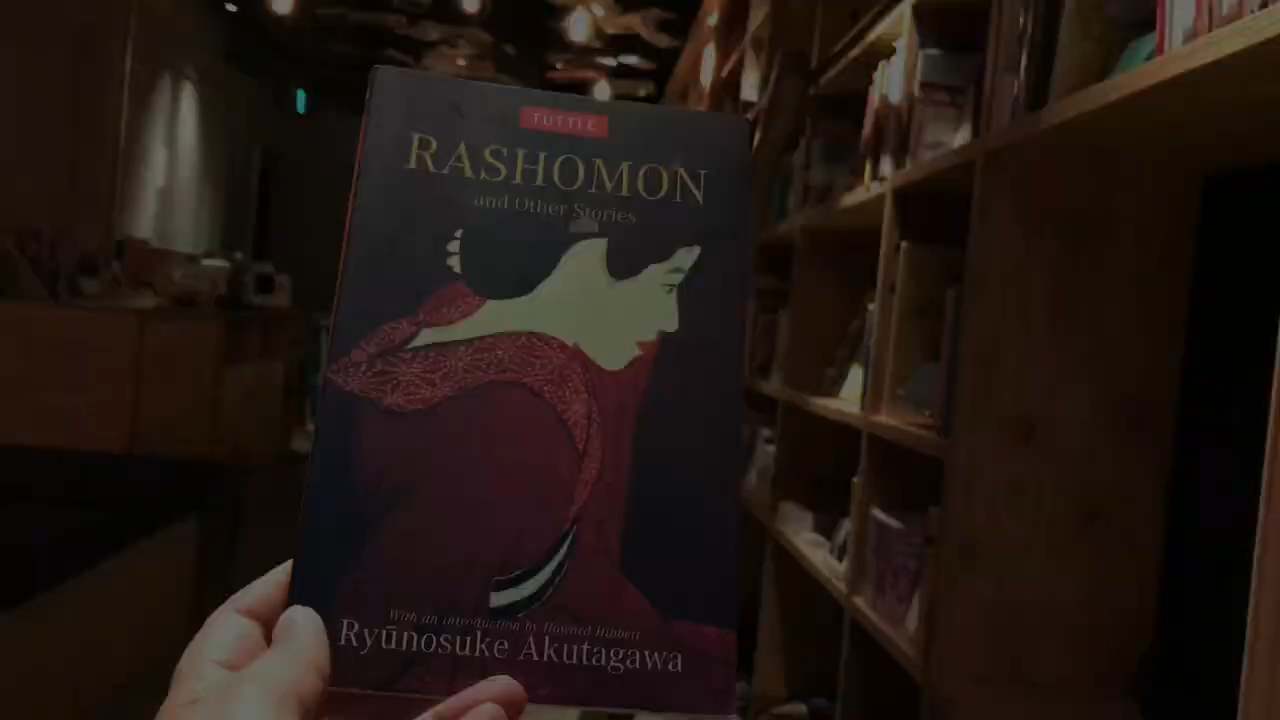 TUTTLE
RASHOMON
and Other Stories
With an introduction by Howard Hibbett
Ryūnosuke Akutagawa